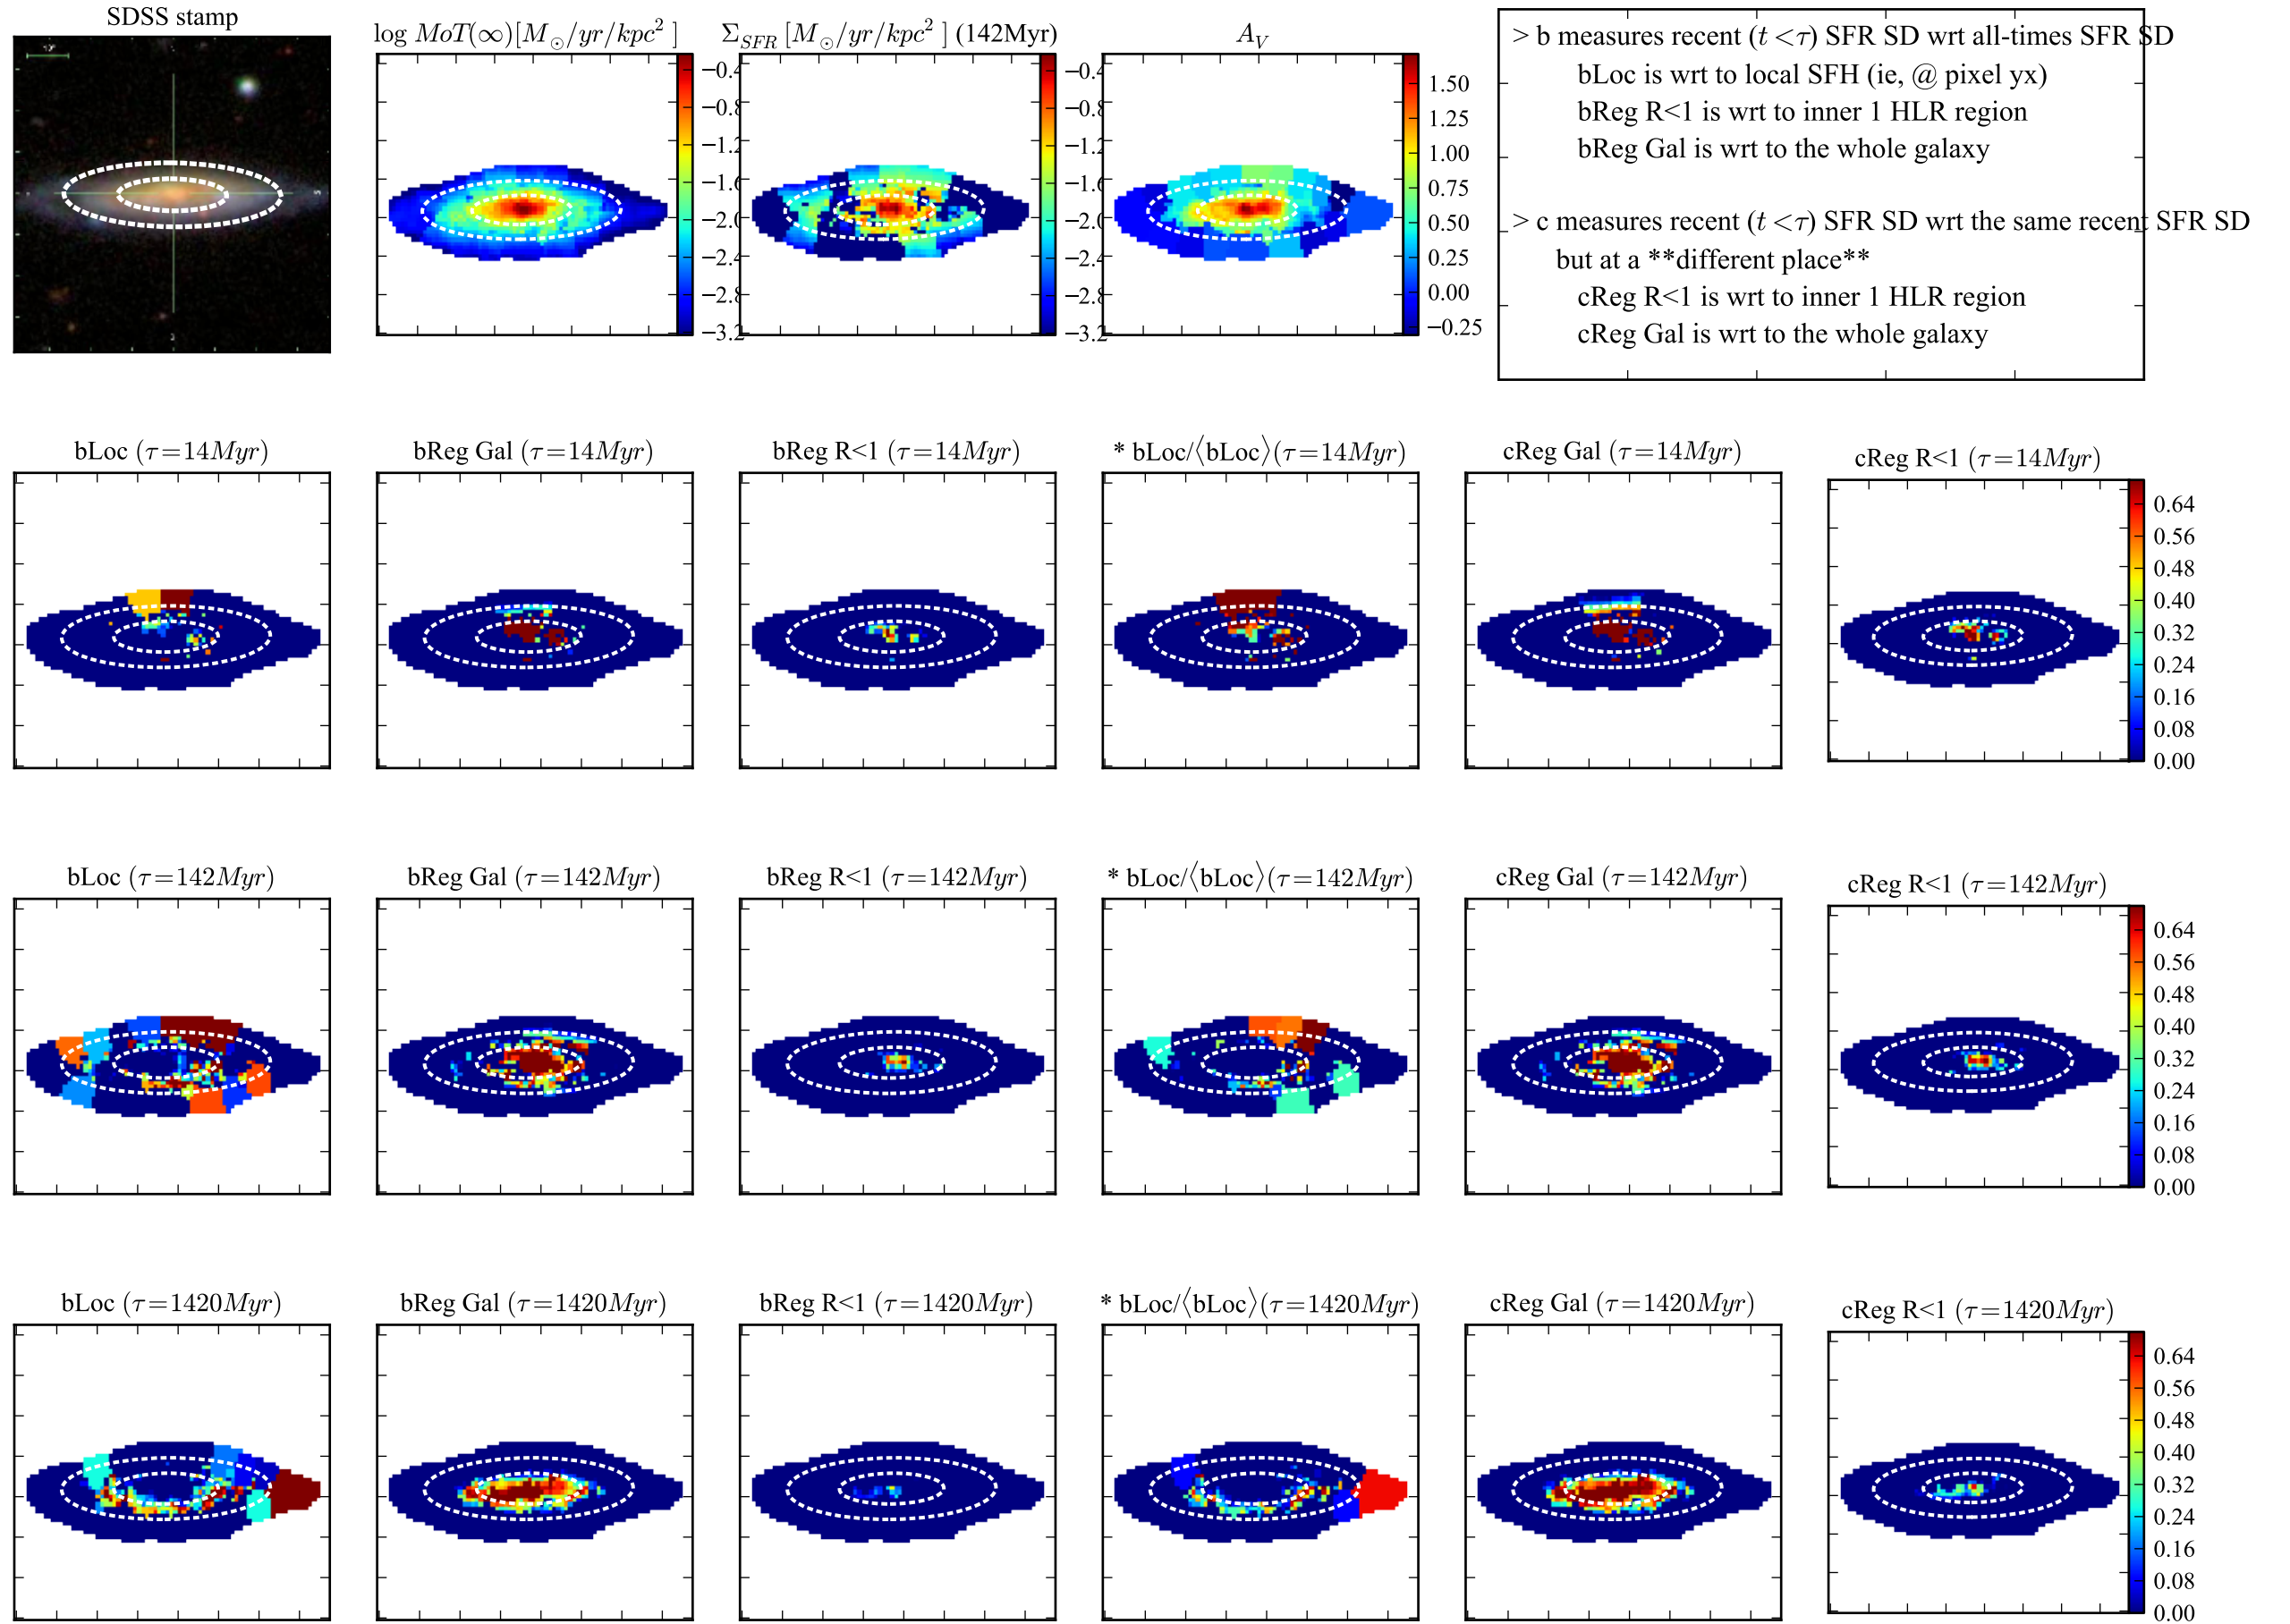 SDSS stamp
log MoT(∞)[M⊙/yr/kpc² ]
Σ_SFR [M⊙/yr/kpc² ] (142Myr)
A_V
−0.4
−0.8
−1.2
−1.6
−2.0
−2.4
−2.8
−3.2
−0.4
−0.8
−1.2
−1.6
−2.0
−2.4
−2.8
−3.2
1.50
1.25
1.00
0.75
0.50
0.25
0.00
−0.25
> b measures recent (t <τ) SFR SD wrt all-times SFR SD
bLoc is wrt to local SFH (ie, @ pixel yx)
bReg R<1 is wrt to inner 1 HLR region
bReg Gal is wrt to the whole galaxy
> c measures recent (t <τ) SFR SD wrt the same recent SFR SD
but at a **different place**
cReg R<1 is wrt to inner 1 HLR region
cReg Gal is wrt to the whole galaxy
bLoc (τ=14Myr)
bReg Gal (τ=14Myr)
bReg R<1 (τ=14Myr)
* bLoc/⟨bLoc⟩(τ=14Myr)
cReg Gal (τ=14Myr)
cReg R<1 (τ=14Myr)
0.64
0.56
0.48
0.40
0.32
0.24
0.16
0.08
0.00
bLoc (τ=142Myr)
bReg Gal (τ=142Myr)
bReg R<1 (τ=142Myr)
* bLoc/⟨bLoc⟩(τ=142Myr)
cReg Gal (τ=142Myr)
cReg R<1 (τ=142Myr)
0.64
0.56
0.48
0.40
0.32
0.24
0.16
0.08
0.00
bLoc (τ=1420Myr)
bReg Gal (τ=1420Myr)
bReg R<1 (τ=1420Myr)
* bLoc/⟨bLoc⟩(τ=1420Myr)
cReg Gal (τ=1420Myr)
cReg R<1 (τ=1420Myr)
0.64
0.56
0.48
0.40
0.32
0.24
0.16
0.08
0.00